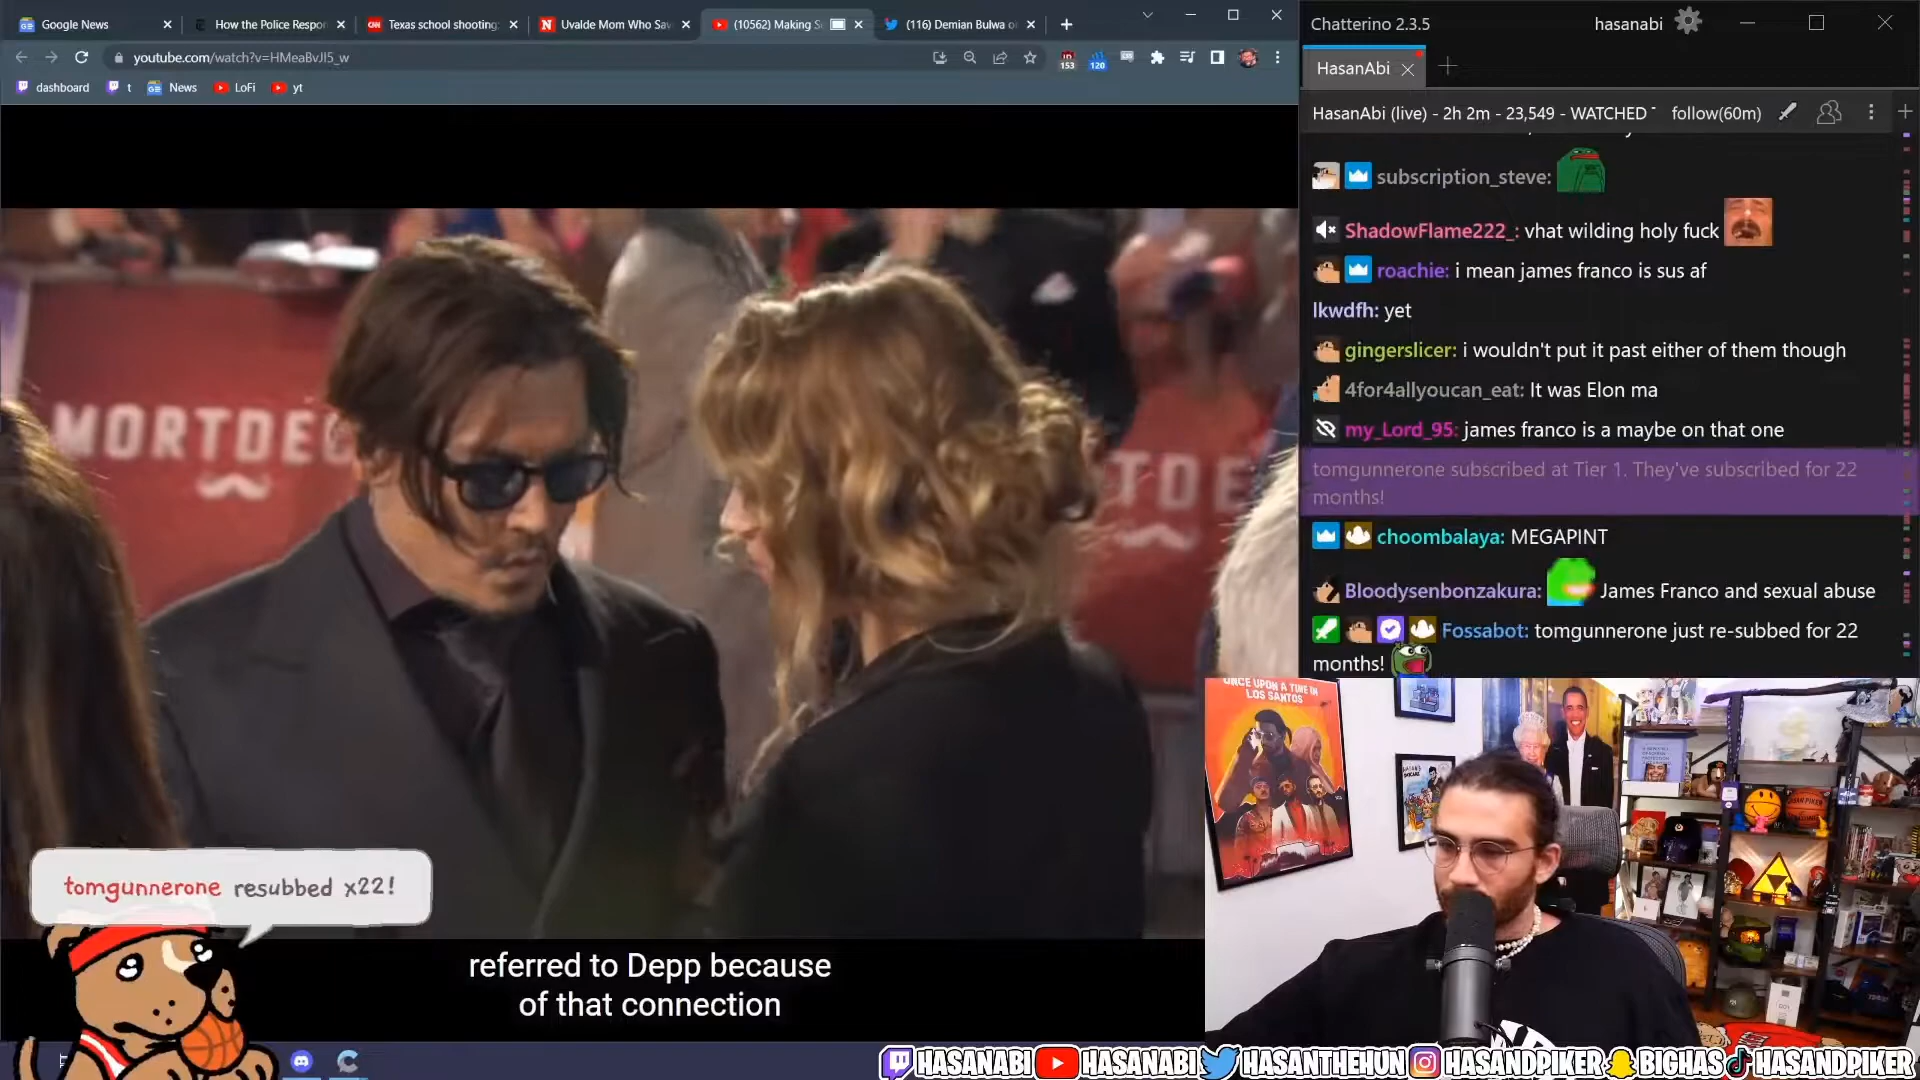 Google News
How the Police Respor
Texas school shooting:
Uvalde Mom Who Sav
(10562) Making S
(116) Demian Bulwa o
youtube.com/watch?v=HMeaBvJI5_w
153
120
dashboard
t
News
LoFi
yt
Chatterino 2.3.5
hasanabi
HasanAbi
HasanAbi (live) - 2h 2m - 23,549 - WATCHED
follow(60m)
subscription_steve:
ShadowFlame222_: vhat wilding holy fuck
roachie: i mean james franco is sus af
lkwdfh: yet
gingerslicer: i wouldn't put it past either of them though
4for4allyoucan_eat: It was Elon ma
my_Lord_95: james franco is a maybe on that one
tomgunnerone subscribed at Tier 1. They've subscribed for 22
months!
choombalaya: MEGAPINT
Bloodysenbonzakura: James Franco and sexual abuse
Fossabot: tomgunnerone just re-subbed for 22
months!
MORTDEC
TDE
ONCE UPON A TIME IN
LOS SANTOS
tomgunnerone resubbed x22!
referred to Depp because
of that connection
HASANABI HASANABI HASANTHEHUN HASANDPIKER BIGHAS HASANDPIKER